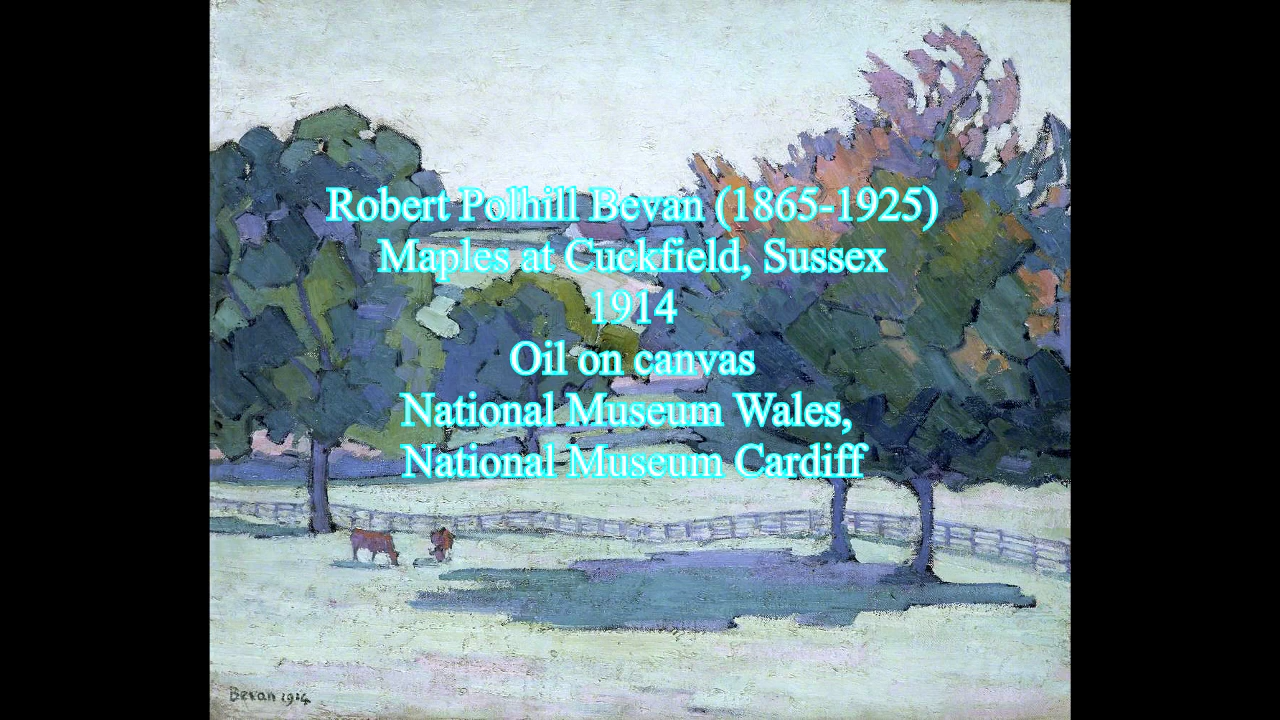 Robert Polhill Bevan (1865-1925)
Maples at Cuckfield, Sussex
1914
Oil on canvas
National Museum Wales,
National Museum Cardiff
Bevan 1914